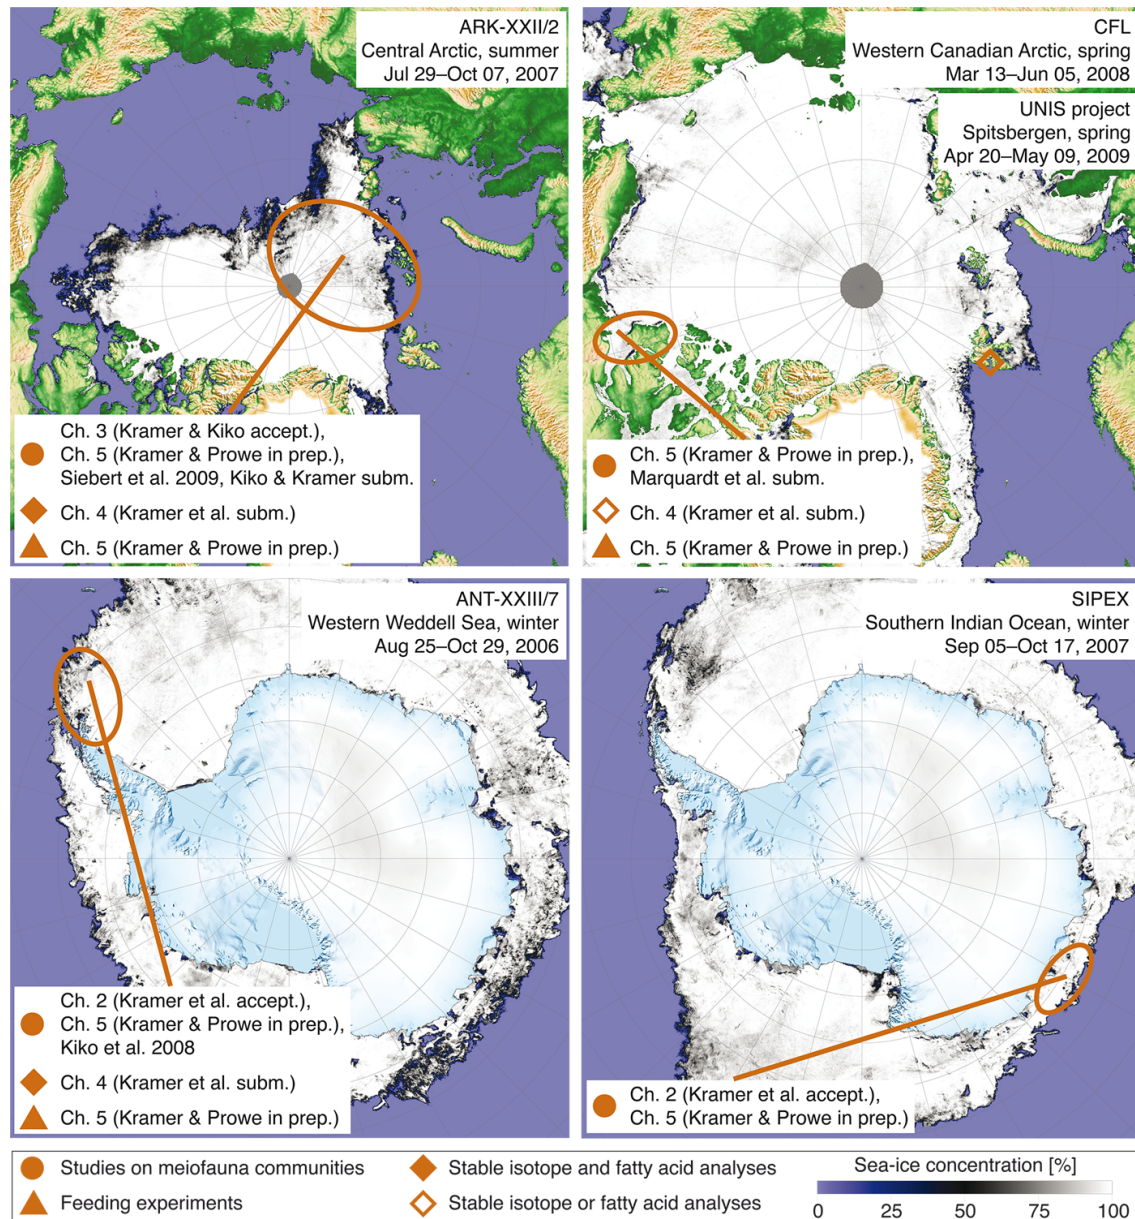 ARK-XXII/2
Central Arctic, summer
Jul 29–Oct 07, 2007
Ch. 3 (Kramer & Kiko accept.),
Ch. 5 (Kramer & Prowe in prep.),
Siebert et al. 2009, Kiko & Kramer subm.
Ch. 4 (Kramer et al. subm.)
Ch. 5 (Kramer & Prowe in prep.)
CFL
Western Canadian Arctic, spring
Mar 13–Jun 05, 2008
UNIS project
Spitsbergen, spring
Apr 20–May 09, 2009
Ch. 5 (Kramer & Prowe in prep.),
Marquardt et al. subm.
Ch. 4 (Kramer et al. subm.)
Ch. 5 (Kramer & Prowe in prep.)
ANT-XXIII/7
Western Weddell Sea, winter
Aug 25–Oct 29, 2006
Ch. 2 (Kramer et al. accept.),
Ch. 5 (Kramer & Prowe in prep.),
Kiko et al. 2008
Ch. 4 (Kramer et al. subm.)
Ch. 5 (Kramer & Prowe in prep.)
SIPEX
Southern Indian Ocean, winter
Sep 05–Oct 17, 2007
Ch. 2 (Kramer et al. accept.),
Ch. 5 (Kramer & Prowe in prep.)
Studies on meiofauna communities
Feeding experiments
Stable isotope and fatty acid analyses
Stable isotope or fatty acid analyses
Sea-ice concentration [%]
0 25 50 75 100